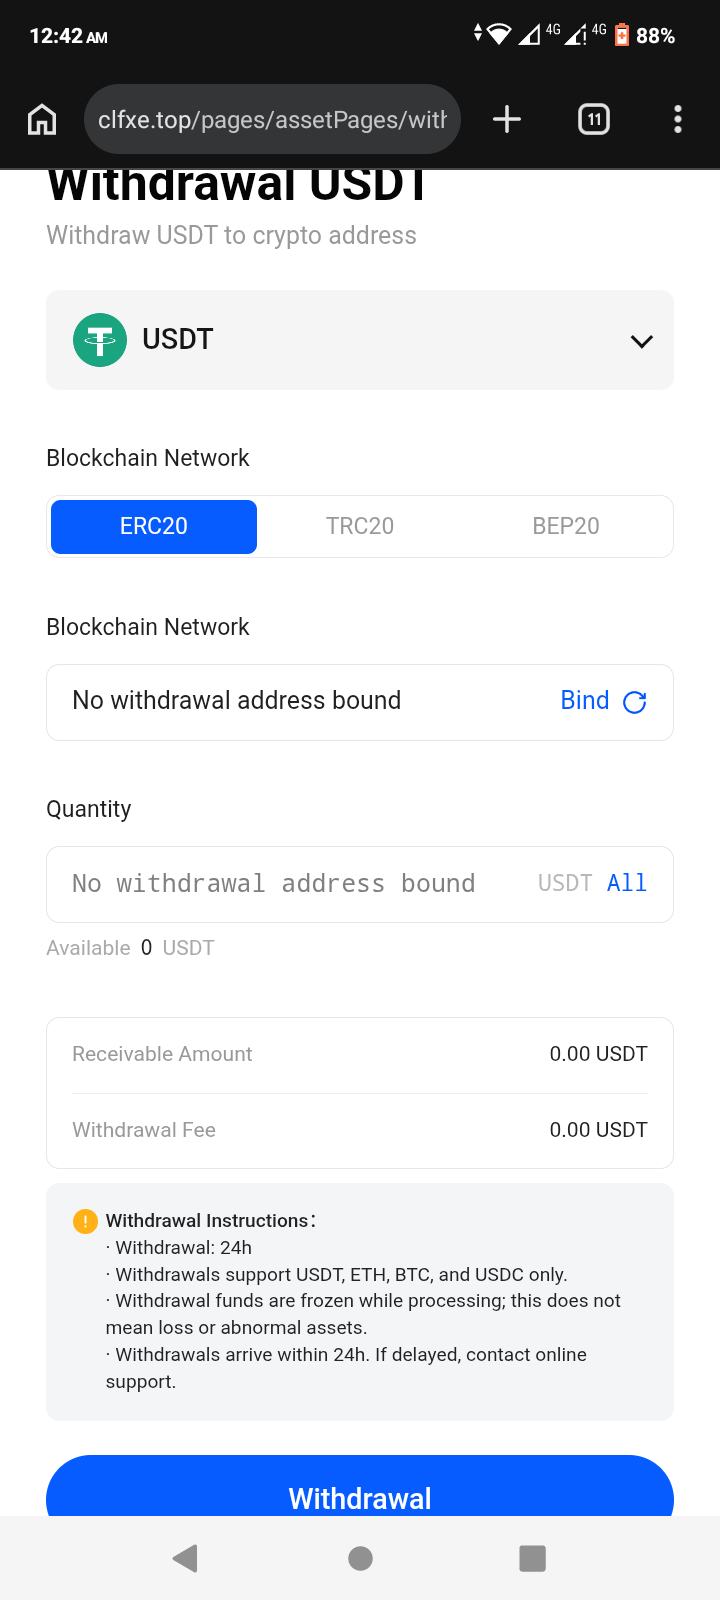 12:42 AM
4G 4G 88%
clfxe.top/pages/assetPages/with
11
Withdrawal USDT
Withdraw USDT to crypto address
USDT
Blockchain Network
ERC20 TRC20 BEP20
Blockchain Network
No withdrawal address bound Bind
Quantity
No withdrawal address bound USDT All
Available 0 USDT
Receivable Amount 0.00 USDT
Withdrawal Fee 0.00 USDT
Withdrawal Instructions：
· Withdrawal: 24h
· Withdrawals support USDT, ETH, BTC, and USDC only.
· Withdrawal funds are frozen while processing; this does not
mean loss or abnormal assets.
· Withdrawals arrive within 24h. If delayed, contact online
support.
Withdrawal